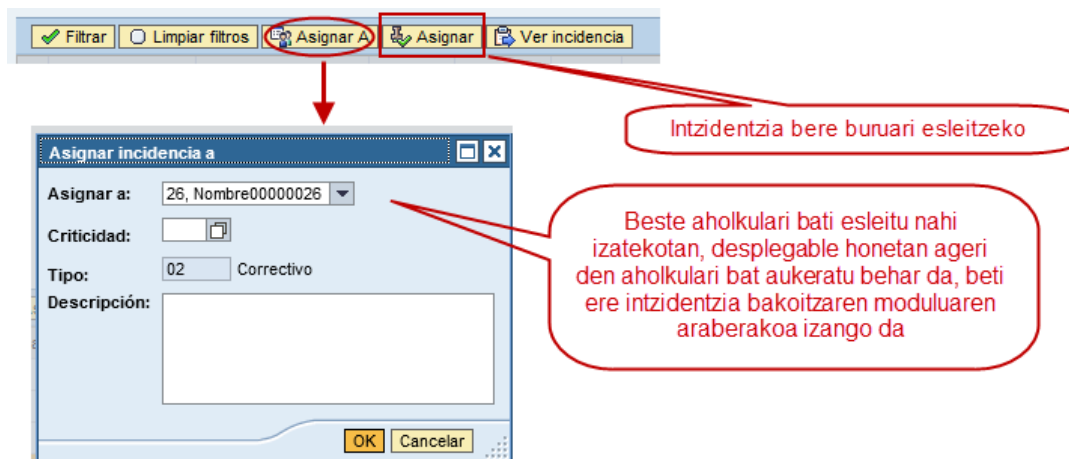 Filtrar Limpiar filtros Asignar A Asignar Ver incidencia
Intzidentzia bere buruari esleitzeko
Asignar incidencia a
Asignar a: 26, Nombre00000026
Criticidad:
Tipo: 02 Correctivo
Descripción:
OK Cancelar
Beste aholkulari bati esleitu nahi
izatekotan, desplegable honetan ageri
den aholkulari bat aukeratu behar da, beti
ere intzidentzia bakoitzaren moduluaren
araberakoa izango da